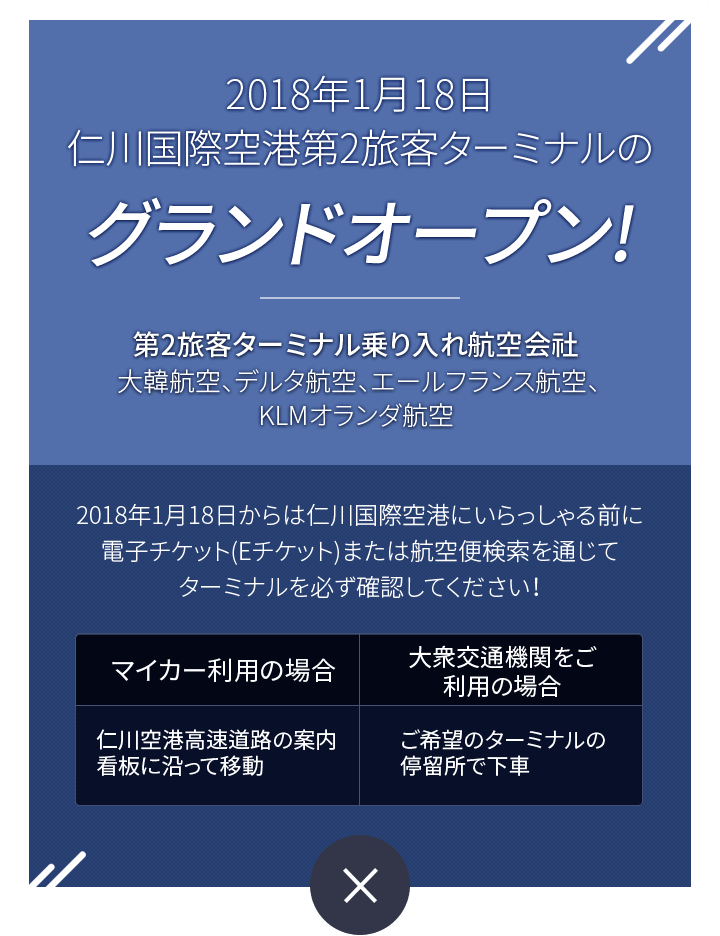 2018年1月18日
仁川国際空港第2旅客ターミナルの
グランドオープン!
第2旅客ターミナル乗り入れ航空会社
大韓航空、デルタ航空、エールフランス航空、
KLMオランダ航空
2018年1月18日からは仁川国際空港にいらっしゃる前に
電子チケット(Eチケット)または航空便検索を通じて
ターミナルを必ず確認してください!
マイカー利用の場合
大衆交通機関をご
利用の場合
仁川空港高速道路の案内
看板に沿って移動
ご希望のターミナルの
停留所で下車